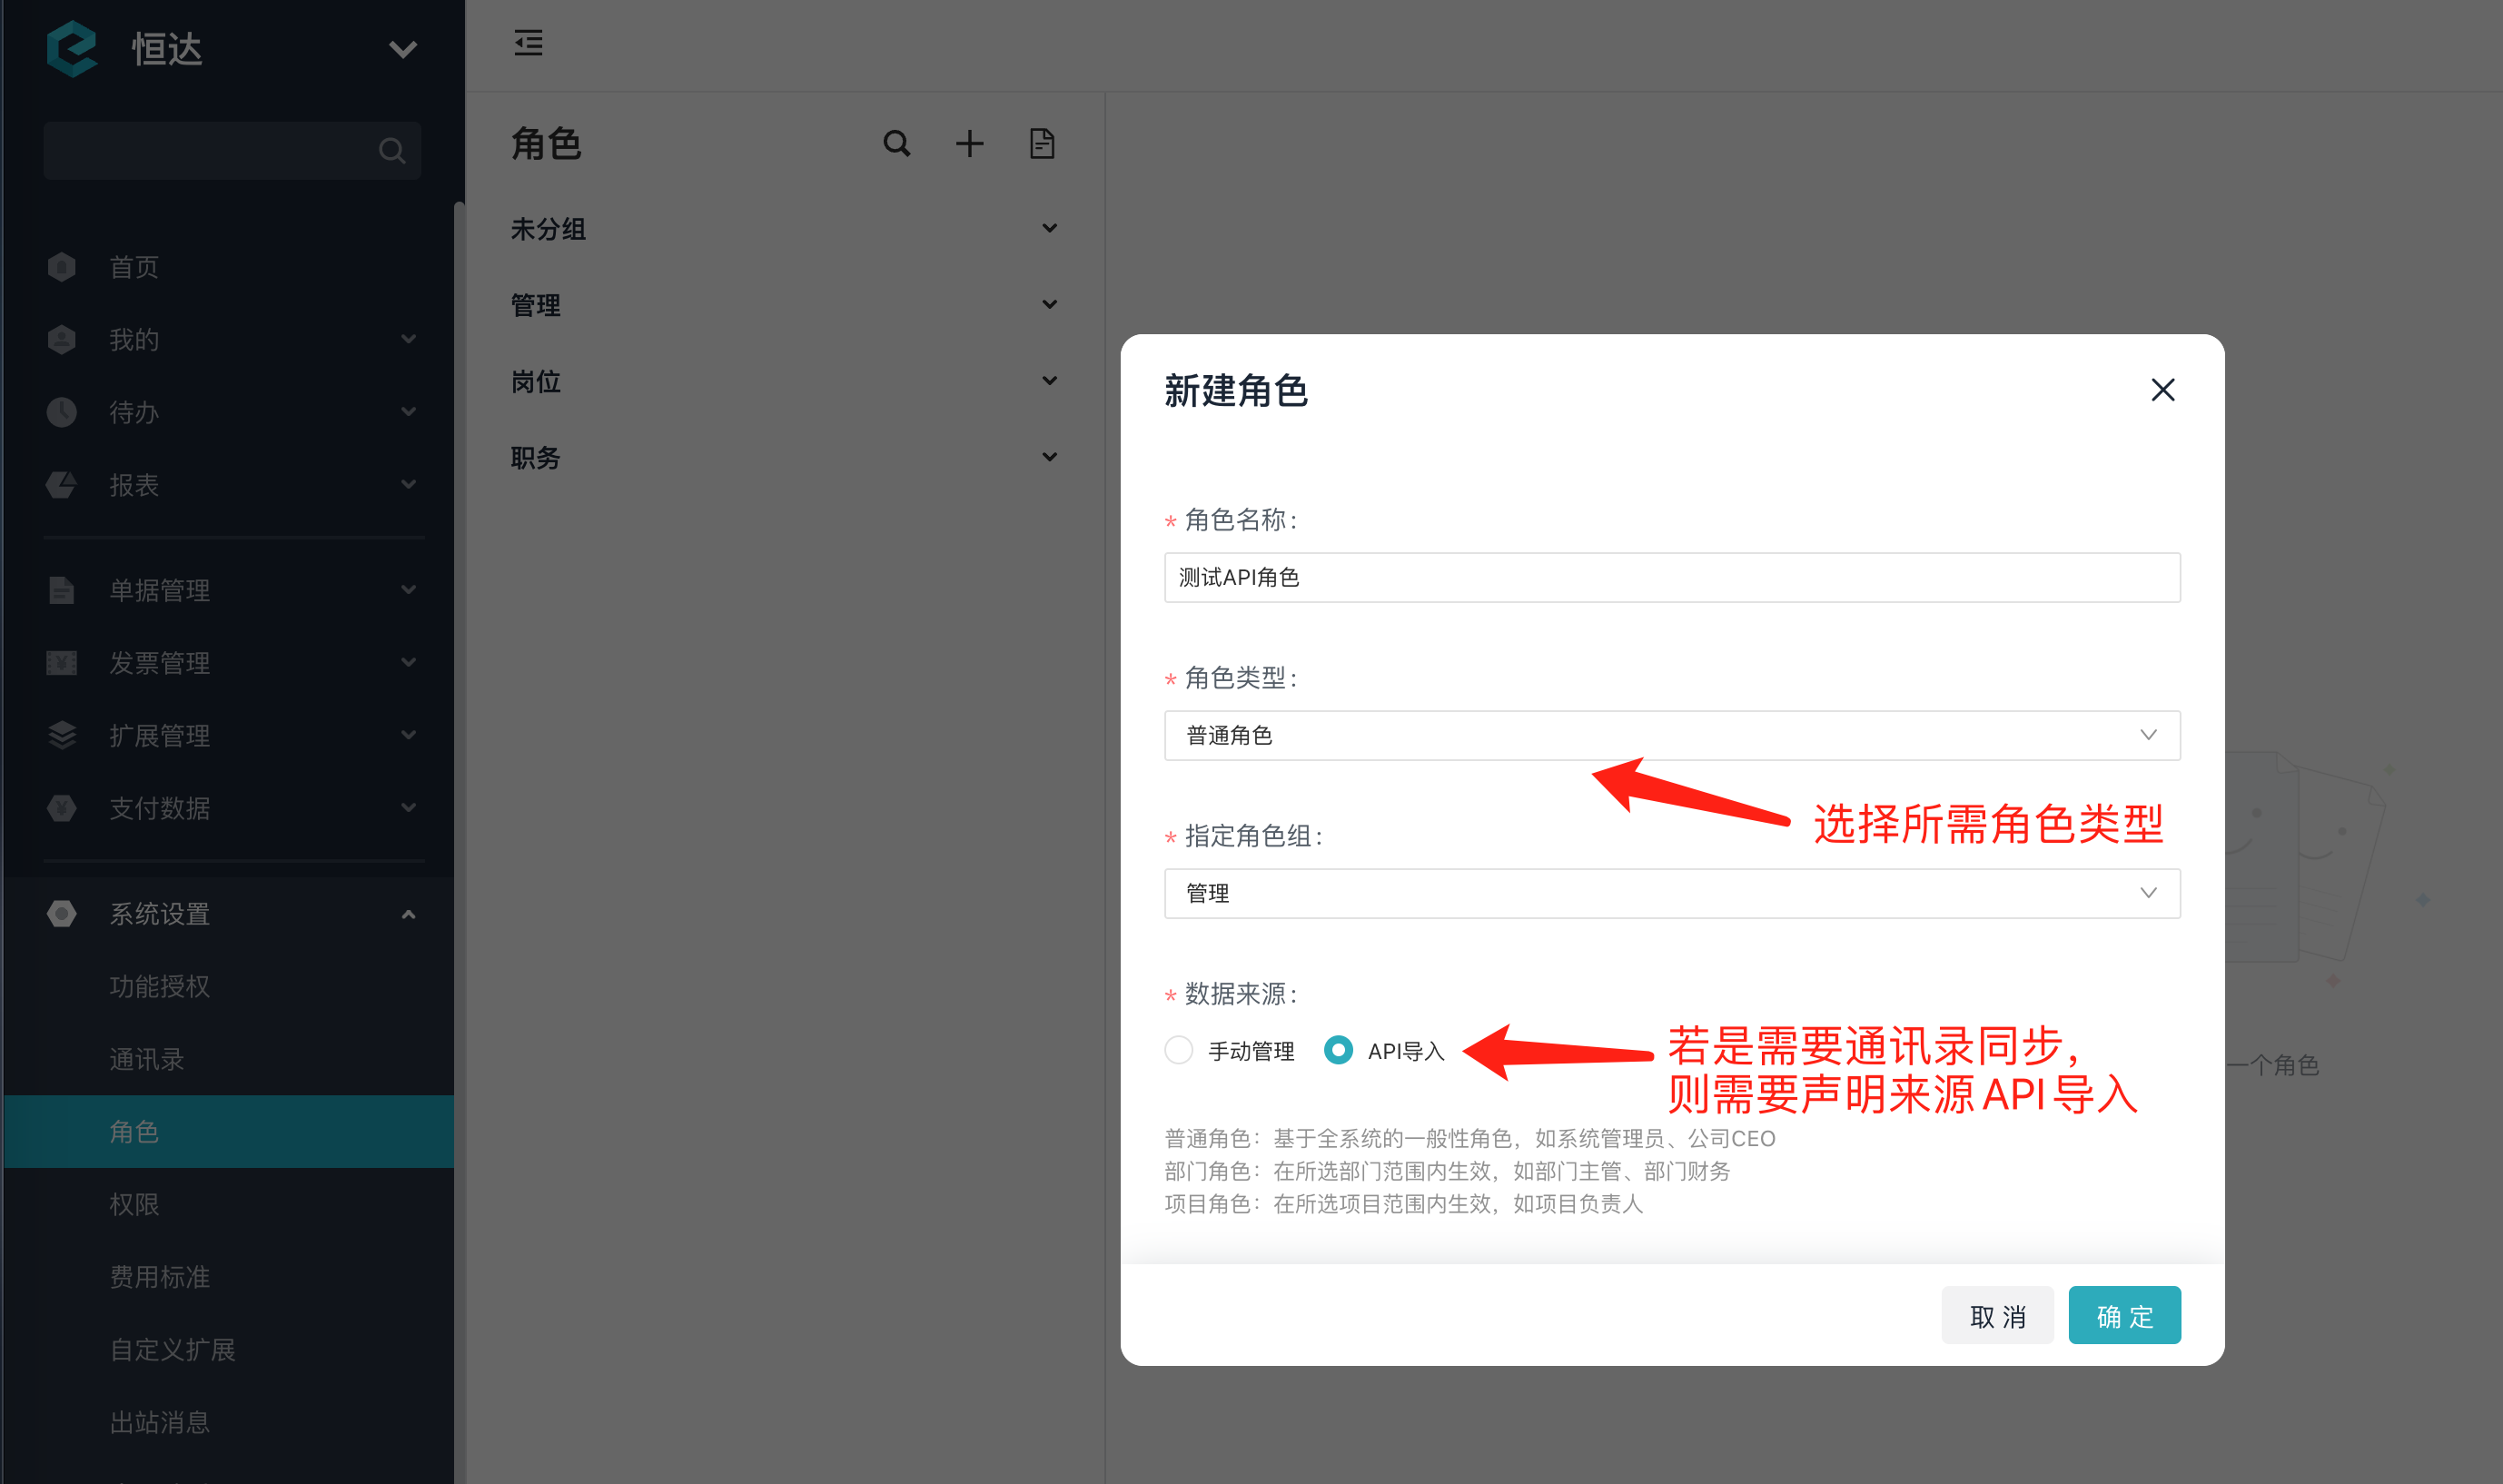 恒达
首页
我的
待办
报表
单据管理
发票管理
扩展管理
支付数据
系统设置
功能授权
通讯录
角色
权限
费用标准
自定义扩展
出站消息
角色
未分组
管理
岗位
职务
新建角色
* 角色名称：
测试API角色
* 角色类型：
普通角色
选择所需角色类型
* 指定角色组：
管理
* 数据来源：
手动管理 API导入
若是需要通讯录同步，
则需要声明来源API导入
普通角色：基于全系统的一般性角色，如系统管理员、公司CEO
部门角色：在所选部门范围内生效，如部门主管、部门财务
项目角色：在所选项目范围内生效，如项目负责人
取 消 确 定
一个角色